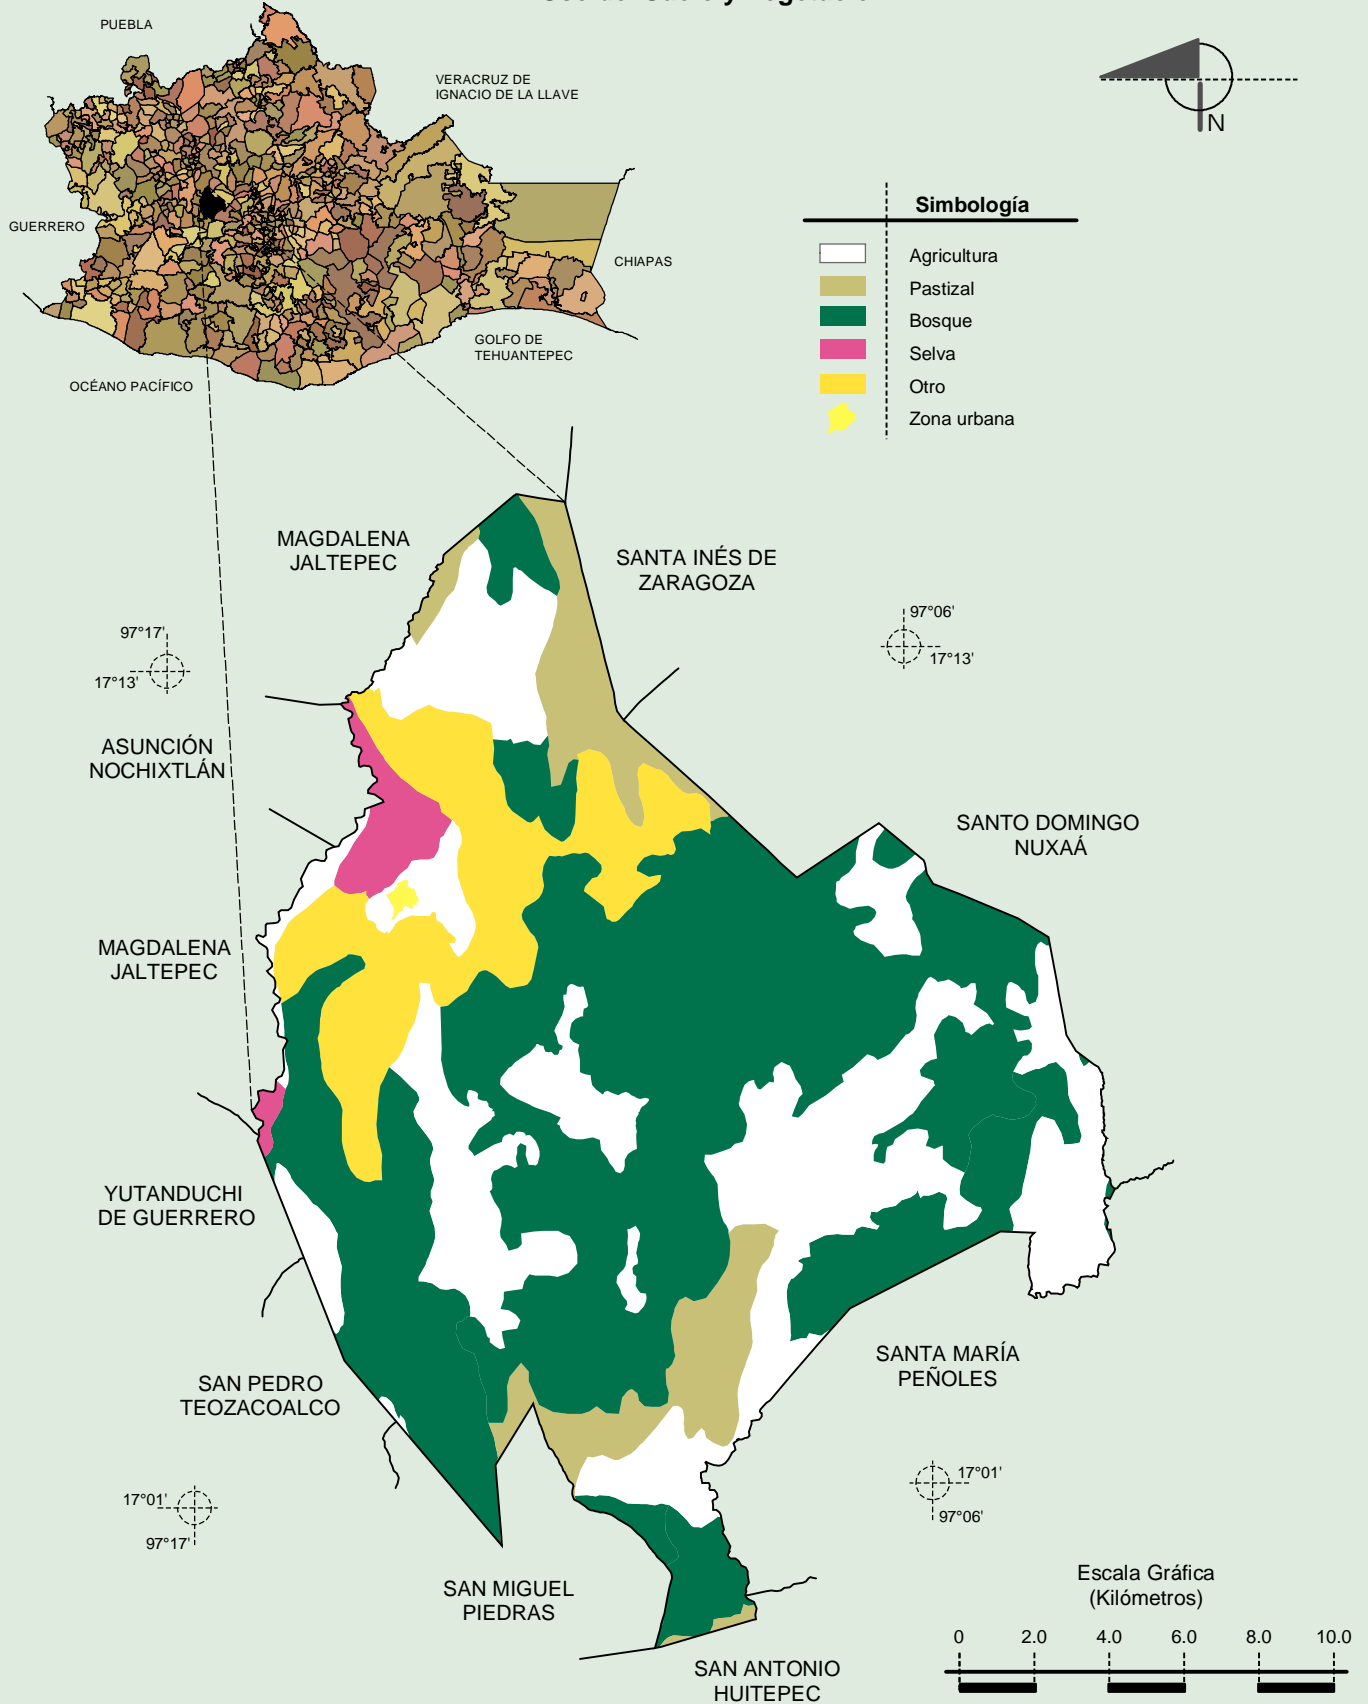 PUEBLA
VERACRUZ DE
IGNACIO DE LA LLAVE
N
GUERRERO
CHIAPAS
GOLFO DE
TEHUANTEPEC
OCÉANO PACÍFICO
Simbología
Agricultura
Pastizal
Bosque
Selva
Otro
Zona urbana
MAGDALENA
JALTEPEC
SANTA INÉS DE
ZARAGOZA
97°17'
17°13'
97°06'
17°13'
ASUNCIÓN
NOCHIXTLÁN
SANTO DOMINGO
NUXAÁ
MAGDALENA
JALTEPEC
YUTANDUCHI
DE GUERRERO
SAN PEDRO
TEOZACOALCO
SANTA MARÍA
PEÑOLES
17°01'
97°17'
17°01'
97°06'
SAN MIGUEL
PIEDRAS
SAN ANTONIO
HUITEPEC
Escala Gráfica
(Kilómetros)
0 2.0 4.0 6.0 8.0 10.0